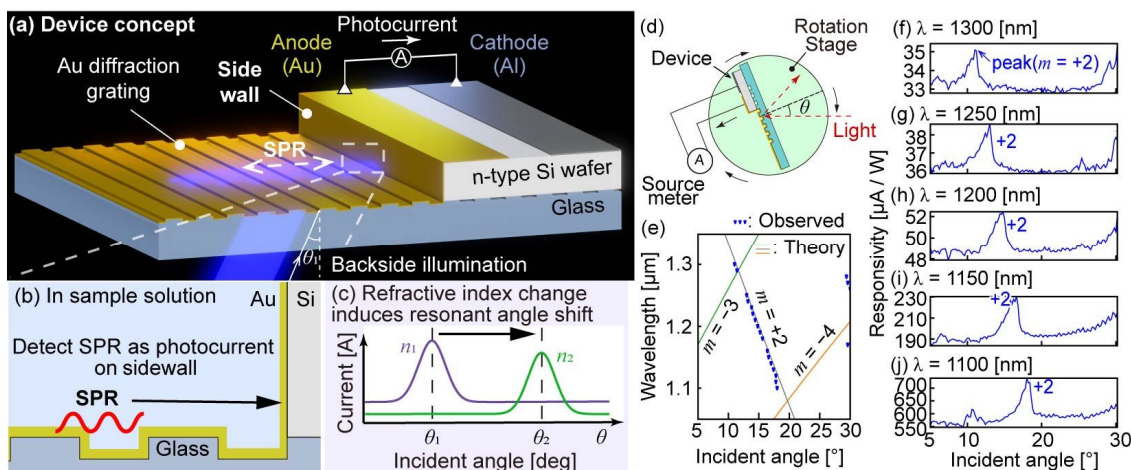 (a) Device concept
Photocurrent
A
Anode
(Au)
Cathode
(Al)
Au diffraction
grating
Side
wall
SPR
n-type Si wafer
Glass
θ₁
Backside illumination
(b) In sample solution
Au
Si
Detect SPR as photocurrent
on sidewall
SPR
Glass
(c) Refractive index change
induces resonant angle shift
Current [A]
n₁
n₂
θ₁
θ₂
θ
Incident angle [deg]
(d)
Rotation
Stage
Device
θ
Light
A
Source
meter
(e)
: Observed
: Theory
Wavelength [µm]
1.3
1.2
1.1
m = −3
m = +2
m = −4
5 10 15 20 25 30
Incident angle [°]
Responsivity [µA / W]
(f) λ = 1300 [nm]
35
34
33
peak(m = +2)
(g) λ = 1250 [nm]
38
37
36
+2
(h) λ = 1200 [nm]
52
50
48
+2
(i) λ = 1150 [nm]
230
210
190
+2
(j) λ = 1100 [nm]
700
650
600
550
+2
5 10 20 30
Incident angle [°]